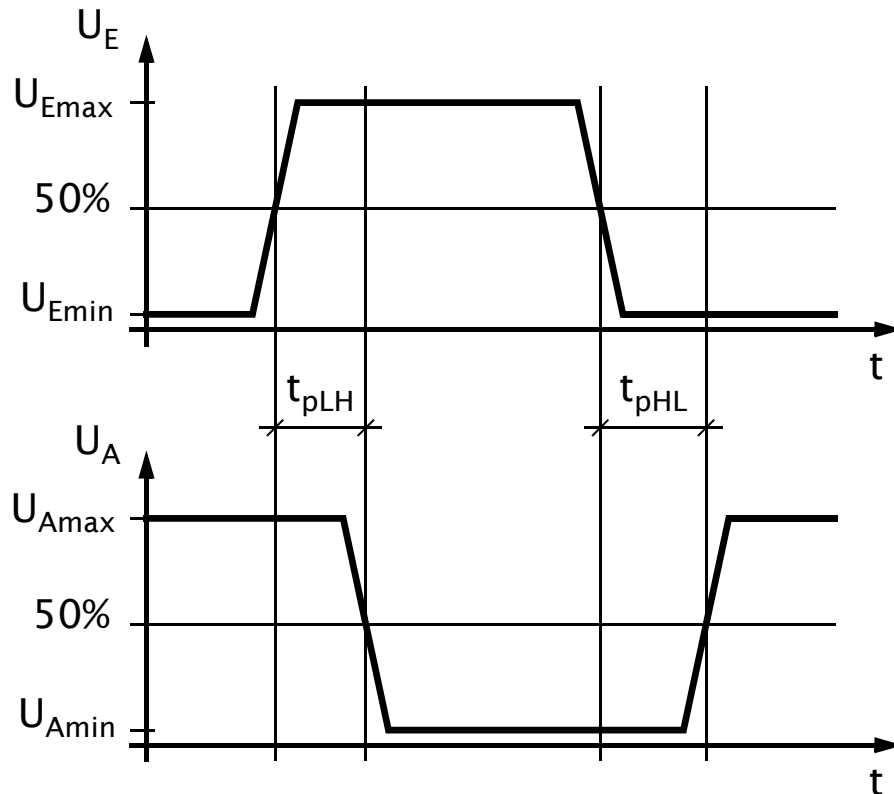 U_E
U_Emax
50%
U_Emin
t
t_pLH t_pHL
U_A
U_Amax
50%
U_Amin
t